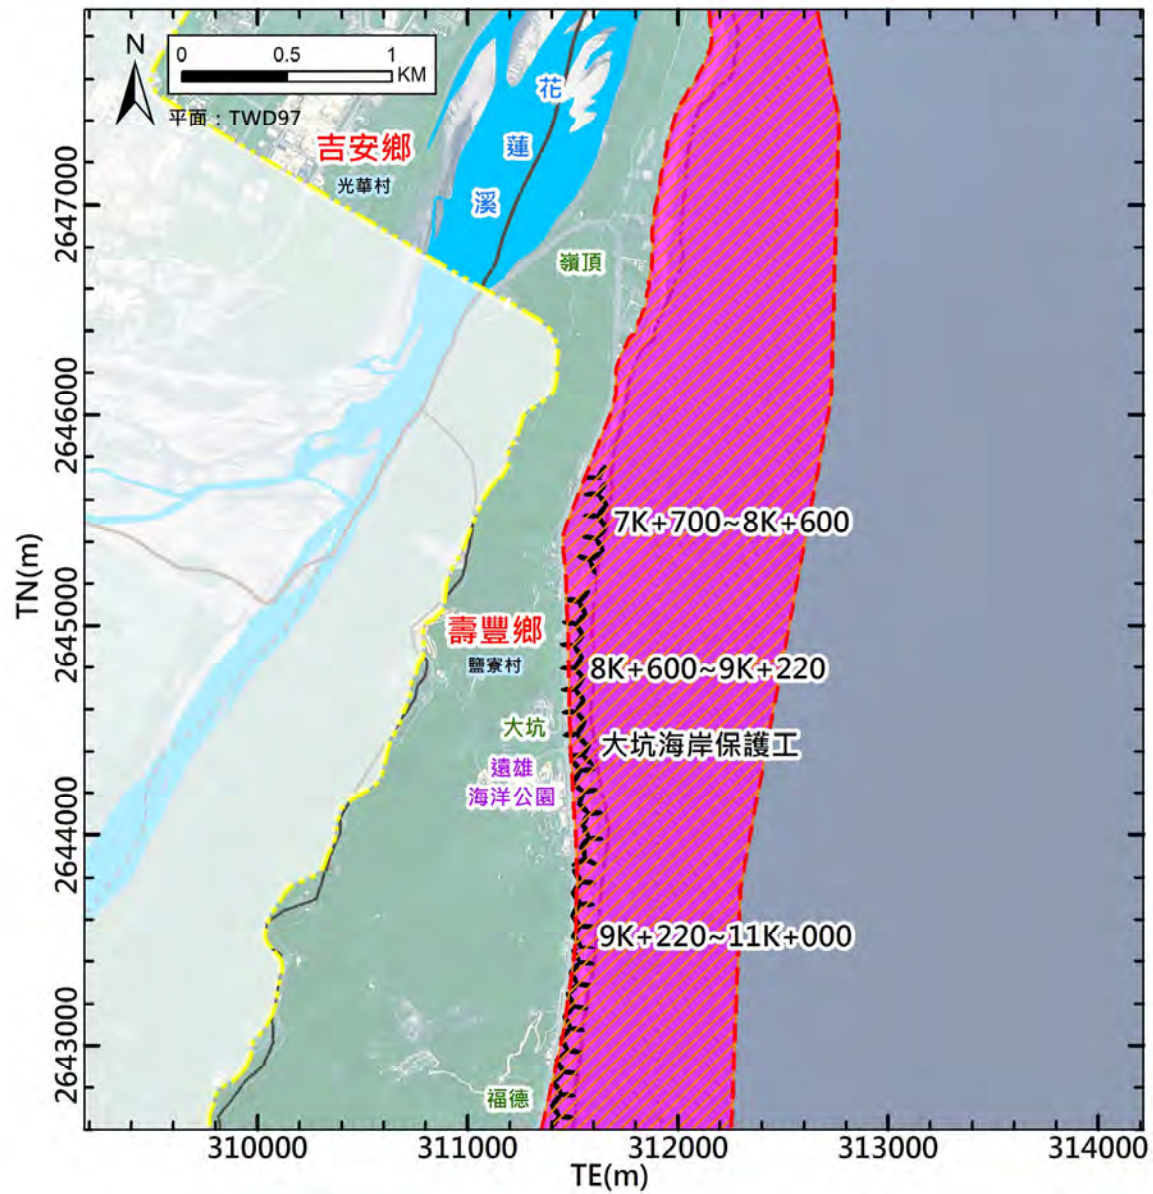 N
0 0.5 1
KM
平面：TWD97
花
蓮
溪
吉安鄉
光華村
嶺頂
7K+700~8K+600
壽豐鄉
鹽寮村
8K+600~9K+220
大坑
大坑海岸保護工
遠雄
海洋公園
9K+220~11K+000
福德
2647000
2646000
2645000
2644000
2643000
TN(m)
310000 311000 312000 313000 314000
TE(m)